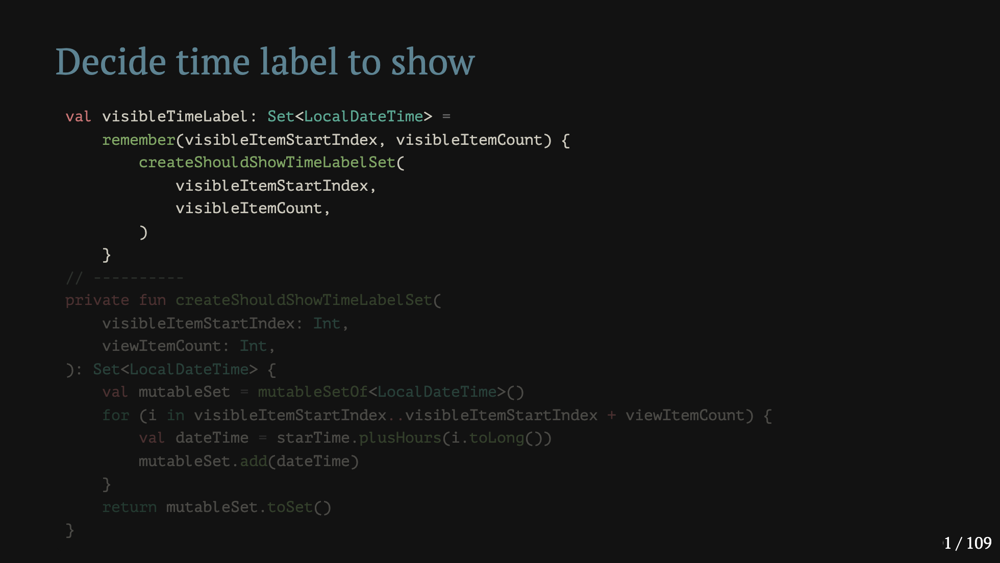 Decide time label to show
val visibleTimeLabel: Set<LocalDateTime> =
    remember(visibleItemStartIndex, visibleItemCount) {
        createShouldShowTimeLabelSet(
            visibleItemStartIndex,
            visibleItemCount,
        )
    }
// ----------
private fun createShouldShowTimeLabelSet(
    visibleItemStartIndex: Int,
    viewItemCount: Int,
): Set<LocalDateTime> {
    val mutableSet = mutableSetOf<LocalDateTime>()
    for (i in visibleItemStartIndex..visibleItemStartIndex + viewItemCount) {
        val dateTime = starTime.plusHours(i.toLong())
        mutableSet.add(dateTime)
    }
    return mutableSet.toSet()
}
1 / 109